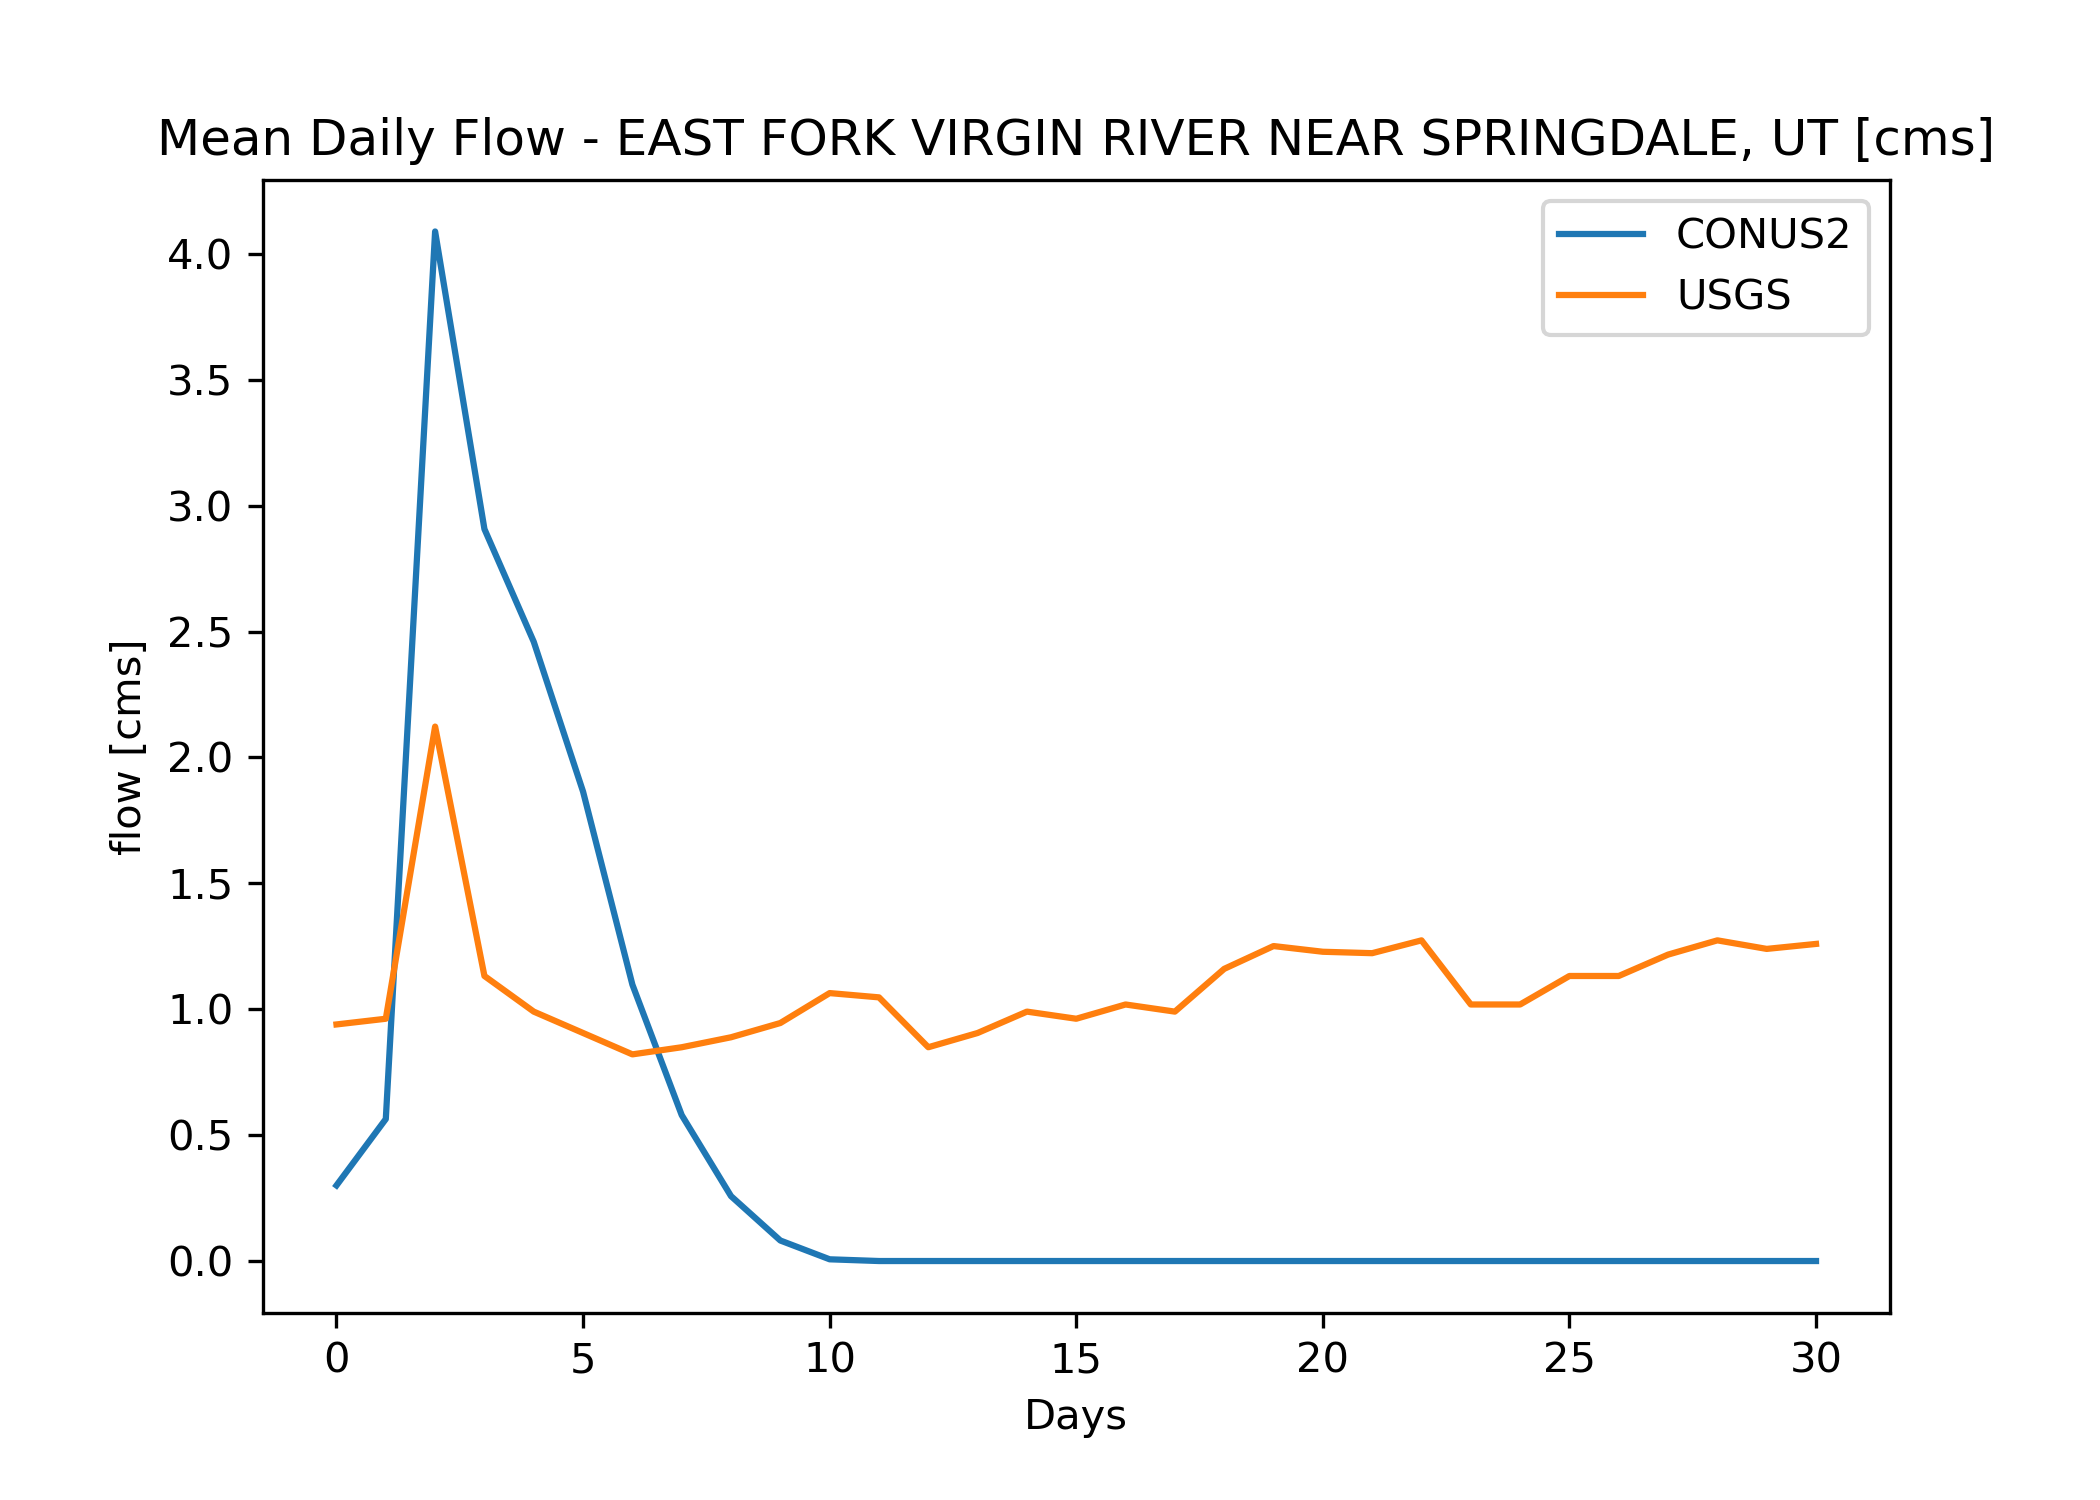 Mean Daily Flow - EAST FORK VIRGIN RIVER NEAR SPRINGDALE, UT [cms]
CONUS2
USGS
4.0
3.5
3.0
2.5
2.0
1.5
1.0
0.5
0.0
flow [cms]
0 5 10 15 20 25 30
Days